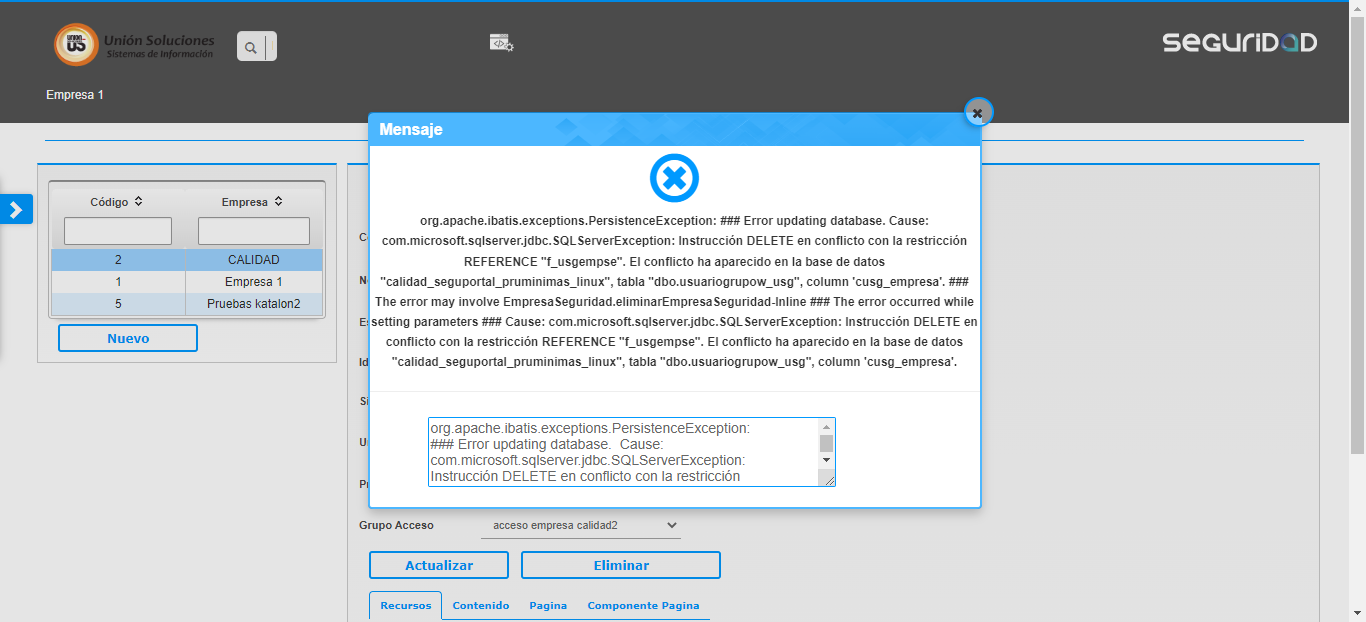 UNION
US
Unión Soluciones
Sistemas de Información
seguridad
Empresa 1
Mensaje
org.apache.ibatis.exceptions.PersistenceException: ### Error updating database. Cause:
com.microsoft.sqlserver.jdbc.SQLServerException: Instrucción DELETE en conflicto con la restricción
REFERENCE "f_usgempse". El conflicto ha aparecido en la base de datos
"calidad_seguportal_pruminimas_linux", tabla "dbo.usuariogrupow_usg", column 'cusg_empresa'. ###
The error may involve EmpresaSeguridad.eliminarEmpresaSeguridad-Inline ### The error occurred while
setting parameters ### Cause: com.microsoft.sqlserver.jdbc.SQLServerException: Instrucción DELETE en
conflicto con la restricción REFERENCE "f_usgempse". El conflicto ha aparecido en la base de datos
"calidad_seguportal_pruminimas_linux", tabla "dbo.usuariogrupow_usg", column 'cusg_empresa'.
org.apache.ibatis.exceptions.PersistenceException:
### Error updating database.  Cause:
com.microsoft.sqlserver.jdbc.SQLServerException:
Instrucción DELETE en conflicto con la restricción
Código Empresa
2 CALIDAD
1 Empresa 1
5 Pruebas katalon2
Nuevo
Grupo Acceso acceso empresa calidad2
Actualizar Eliminar
Recursos Contenido Pagina Componente Pagina